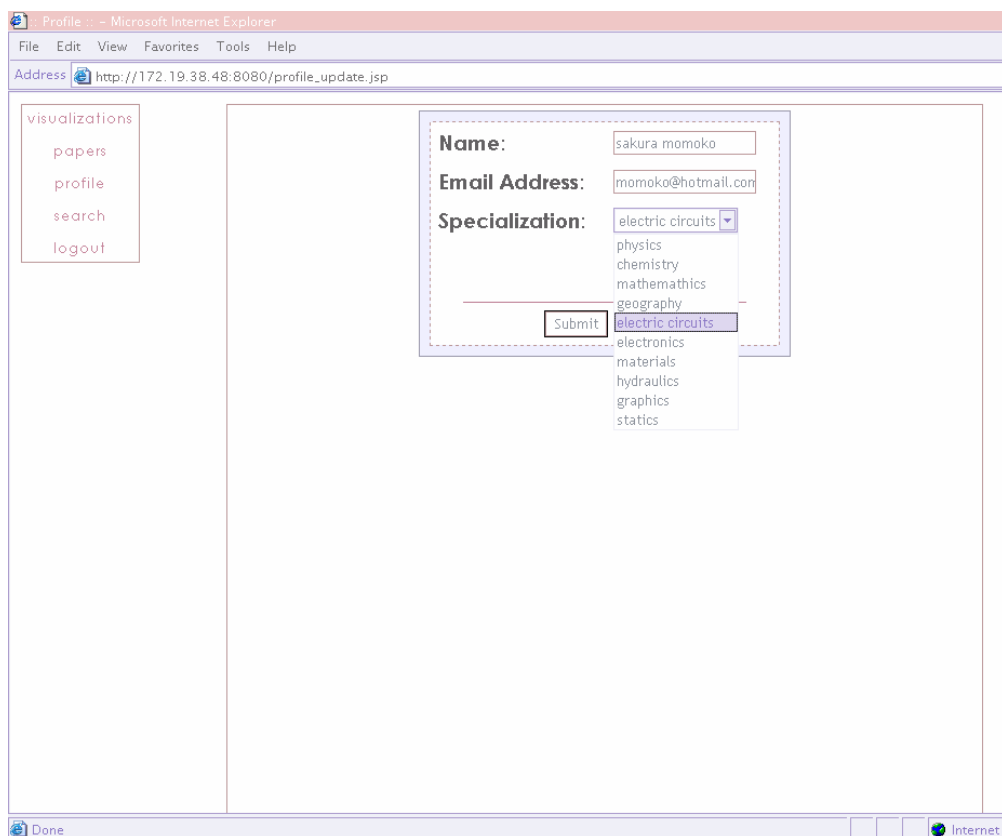 :: Profile :: - Microsoft Internet Explorer
File Edit View Favorites Tools Help
Address http://172.19.38.48:8080/profile_update.jsp
visualizations
papers
profile
search
logout
Name: sakura momoko
Email Address: momoko@hotmail.com
Specialization: electric circuits
physics
chemistry
mathemathics
geography
electric circuits
Submit
electronics
materials
hydraulics
graphics
statics
Done Internet